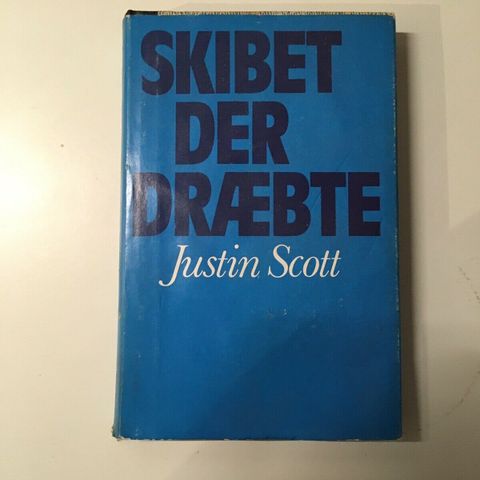 SKIBET
DER
DRÆBTE
Justin Scott